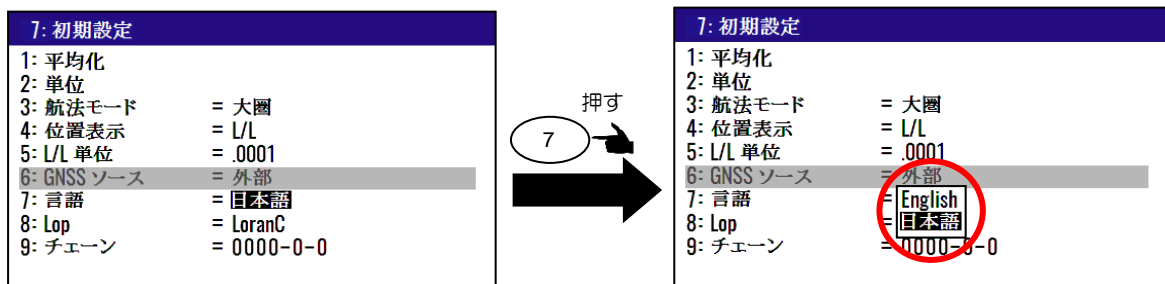 7: 初期設定
1: 平均化
2: 単位
3: 航法モード = 大圏
4: 位置表示 = L/L
5: L/L 単位 = .0001
6: GNSS ソース = 外部
7: 言語 = 日本語
8: Lop = LoranC
9: チェーン = 0000-0-0
押す
7
7: 初期設定
1: 平均化
2: 単位
3: 航法モード = 大圏
4: 位置表示 = L/L
5: L/L 単位 = .0001
6: GNSS ソース = 外部
7: 言語 = English
8: Lop = 日本語
9: チェーン = 0000-0-0